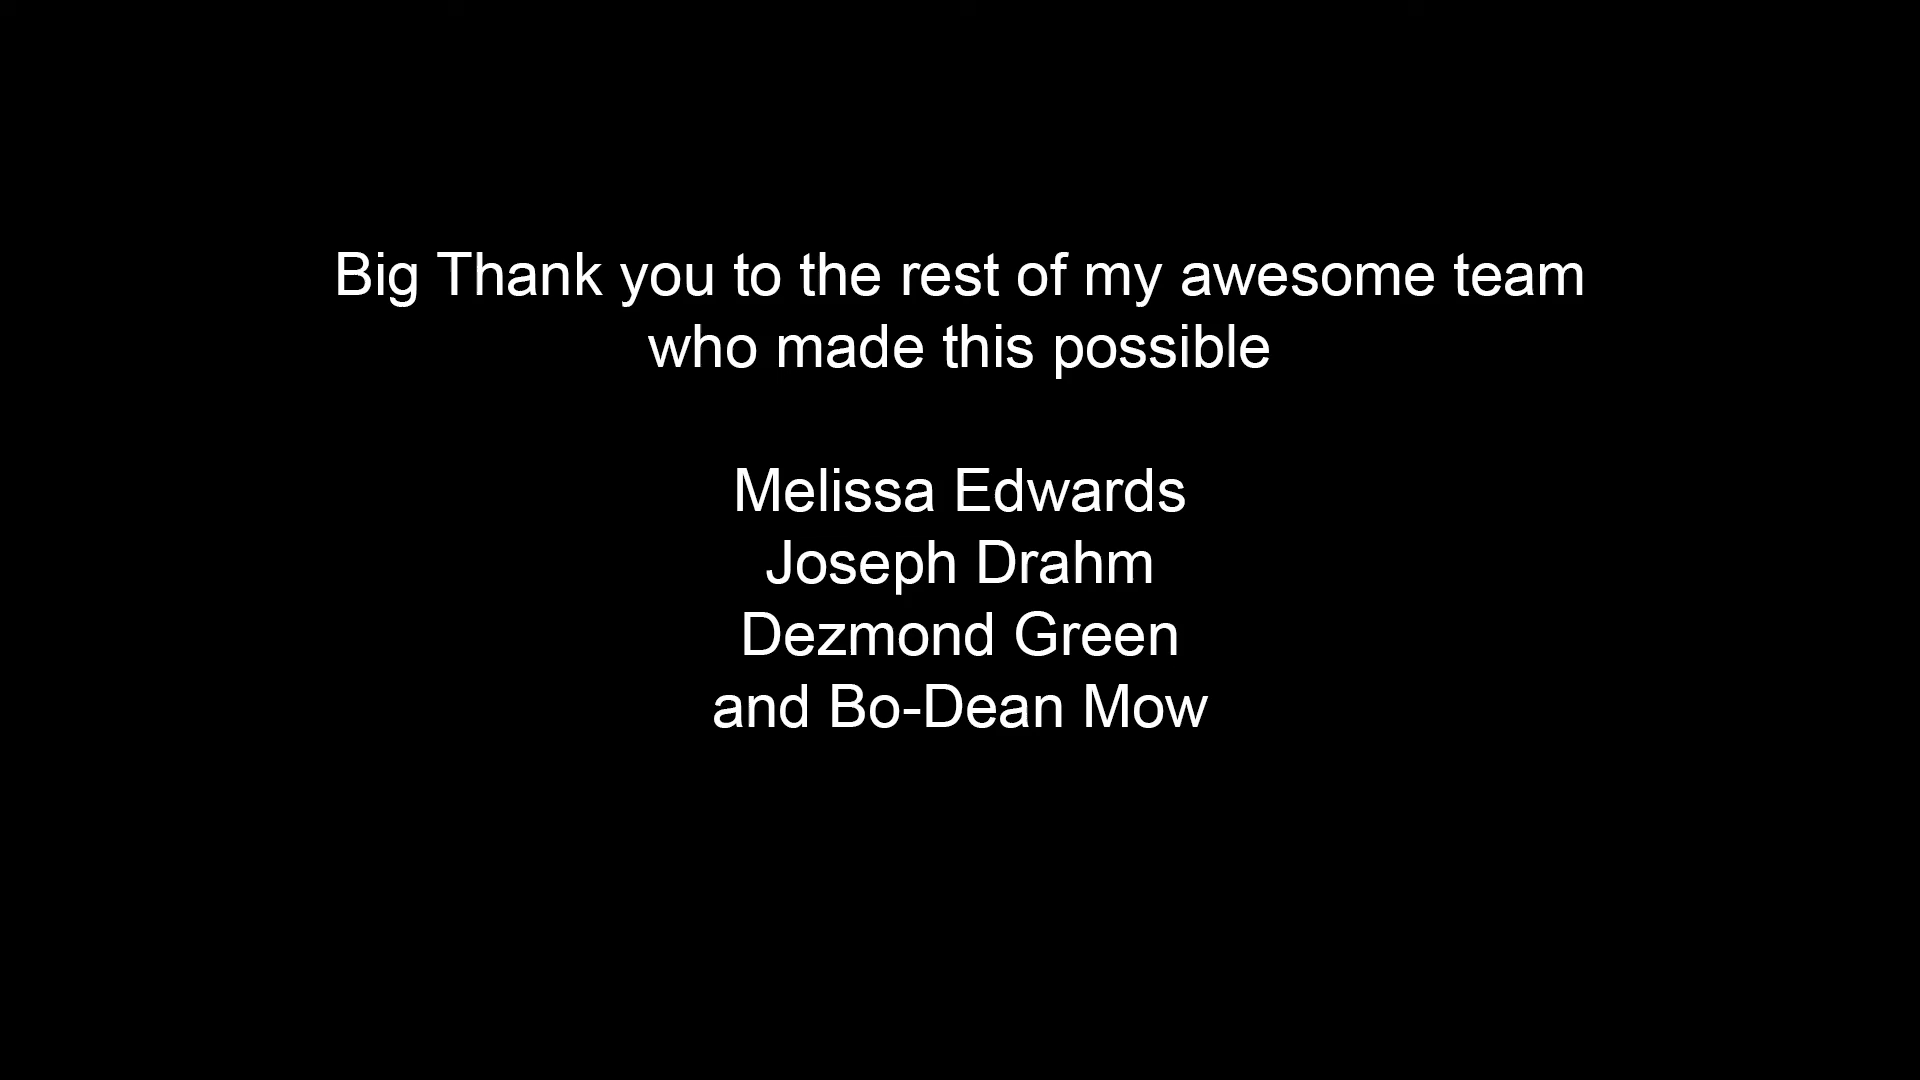 Big Thank you to the rest of my awesome team
who made this possible
Melissa Edwards
Joseph Drahm
Dezmond Green
and Bo-Dean Mow